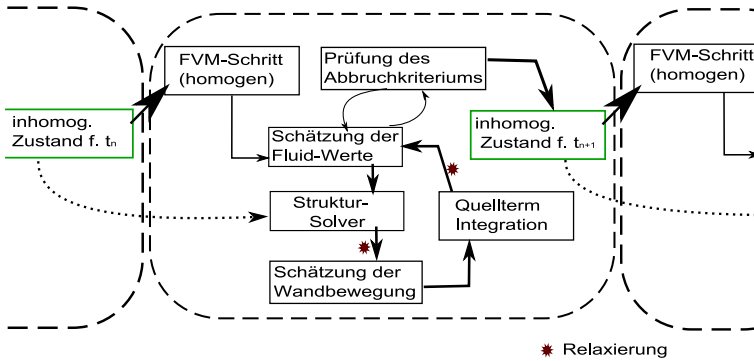 inhomog.
Zustand f. tn
FVM-Schritt
(homogen)
Prüfung des
Abbruchkriteriums
Schätzung der
Fluid-Werte
Struktur-
Solver
Schätzung der
Wandbewegung
Quellterm
Integration
inhomog.
Zustand f. tn+1
FVM-Schritt
(homogen)
Relaxierung